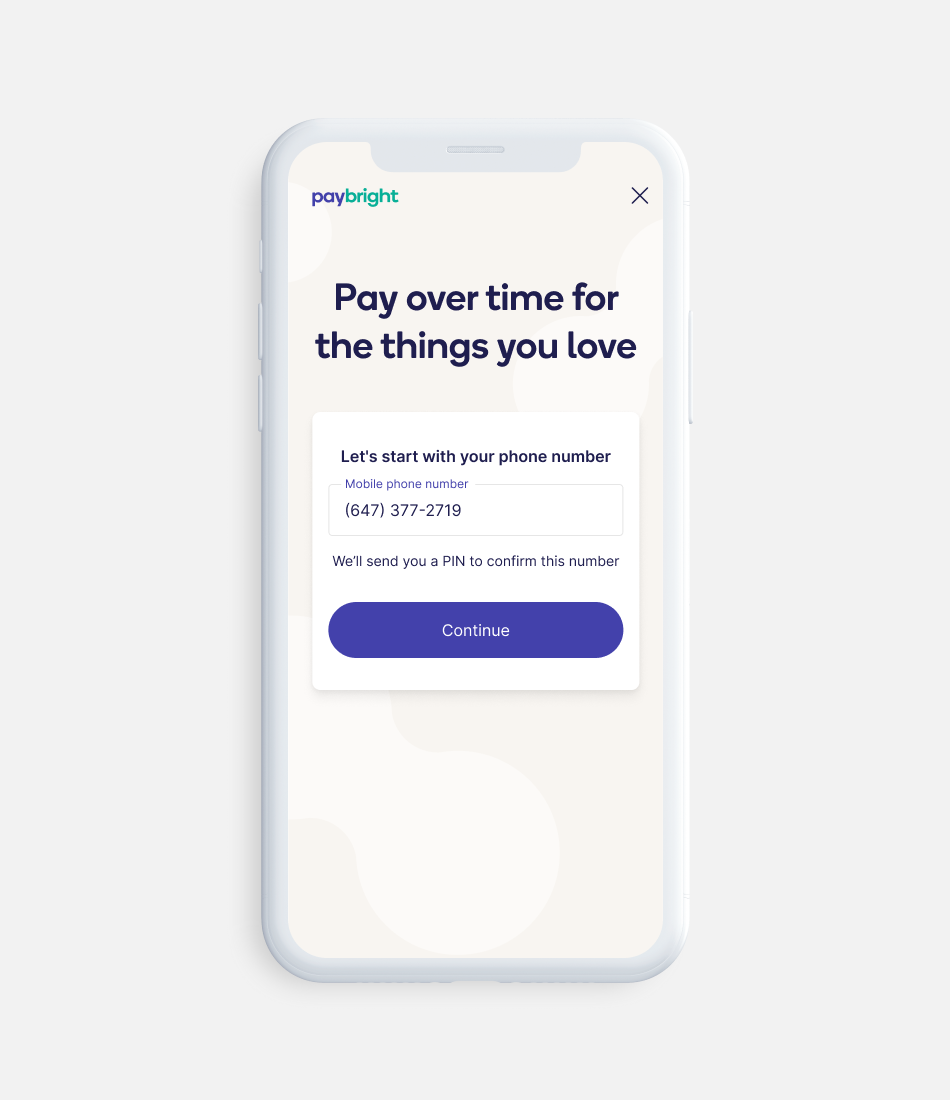 paybright
Pay over time for
the things you love
Let's start with your phone number
Mobile phone number
(647) 377-2719
We’ll send you a PIN to confirm this number
Continue